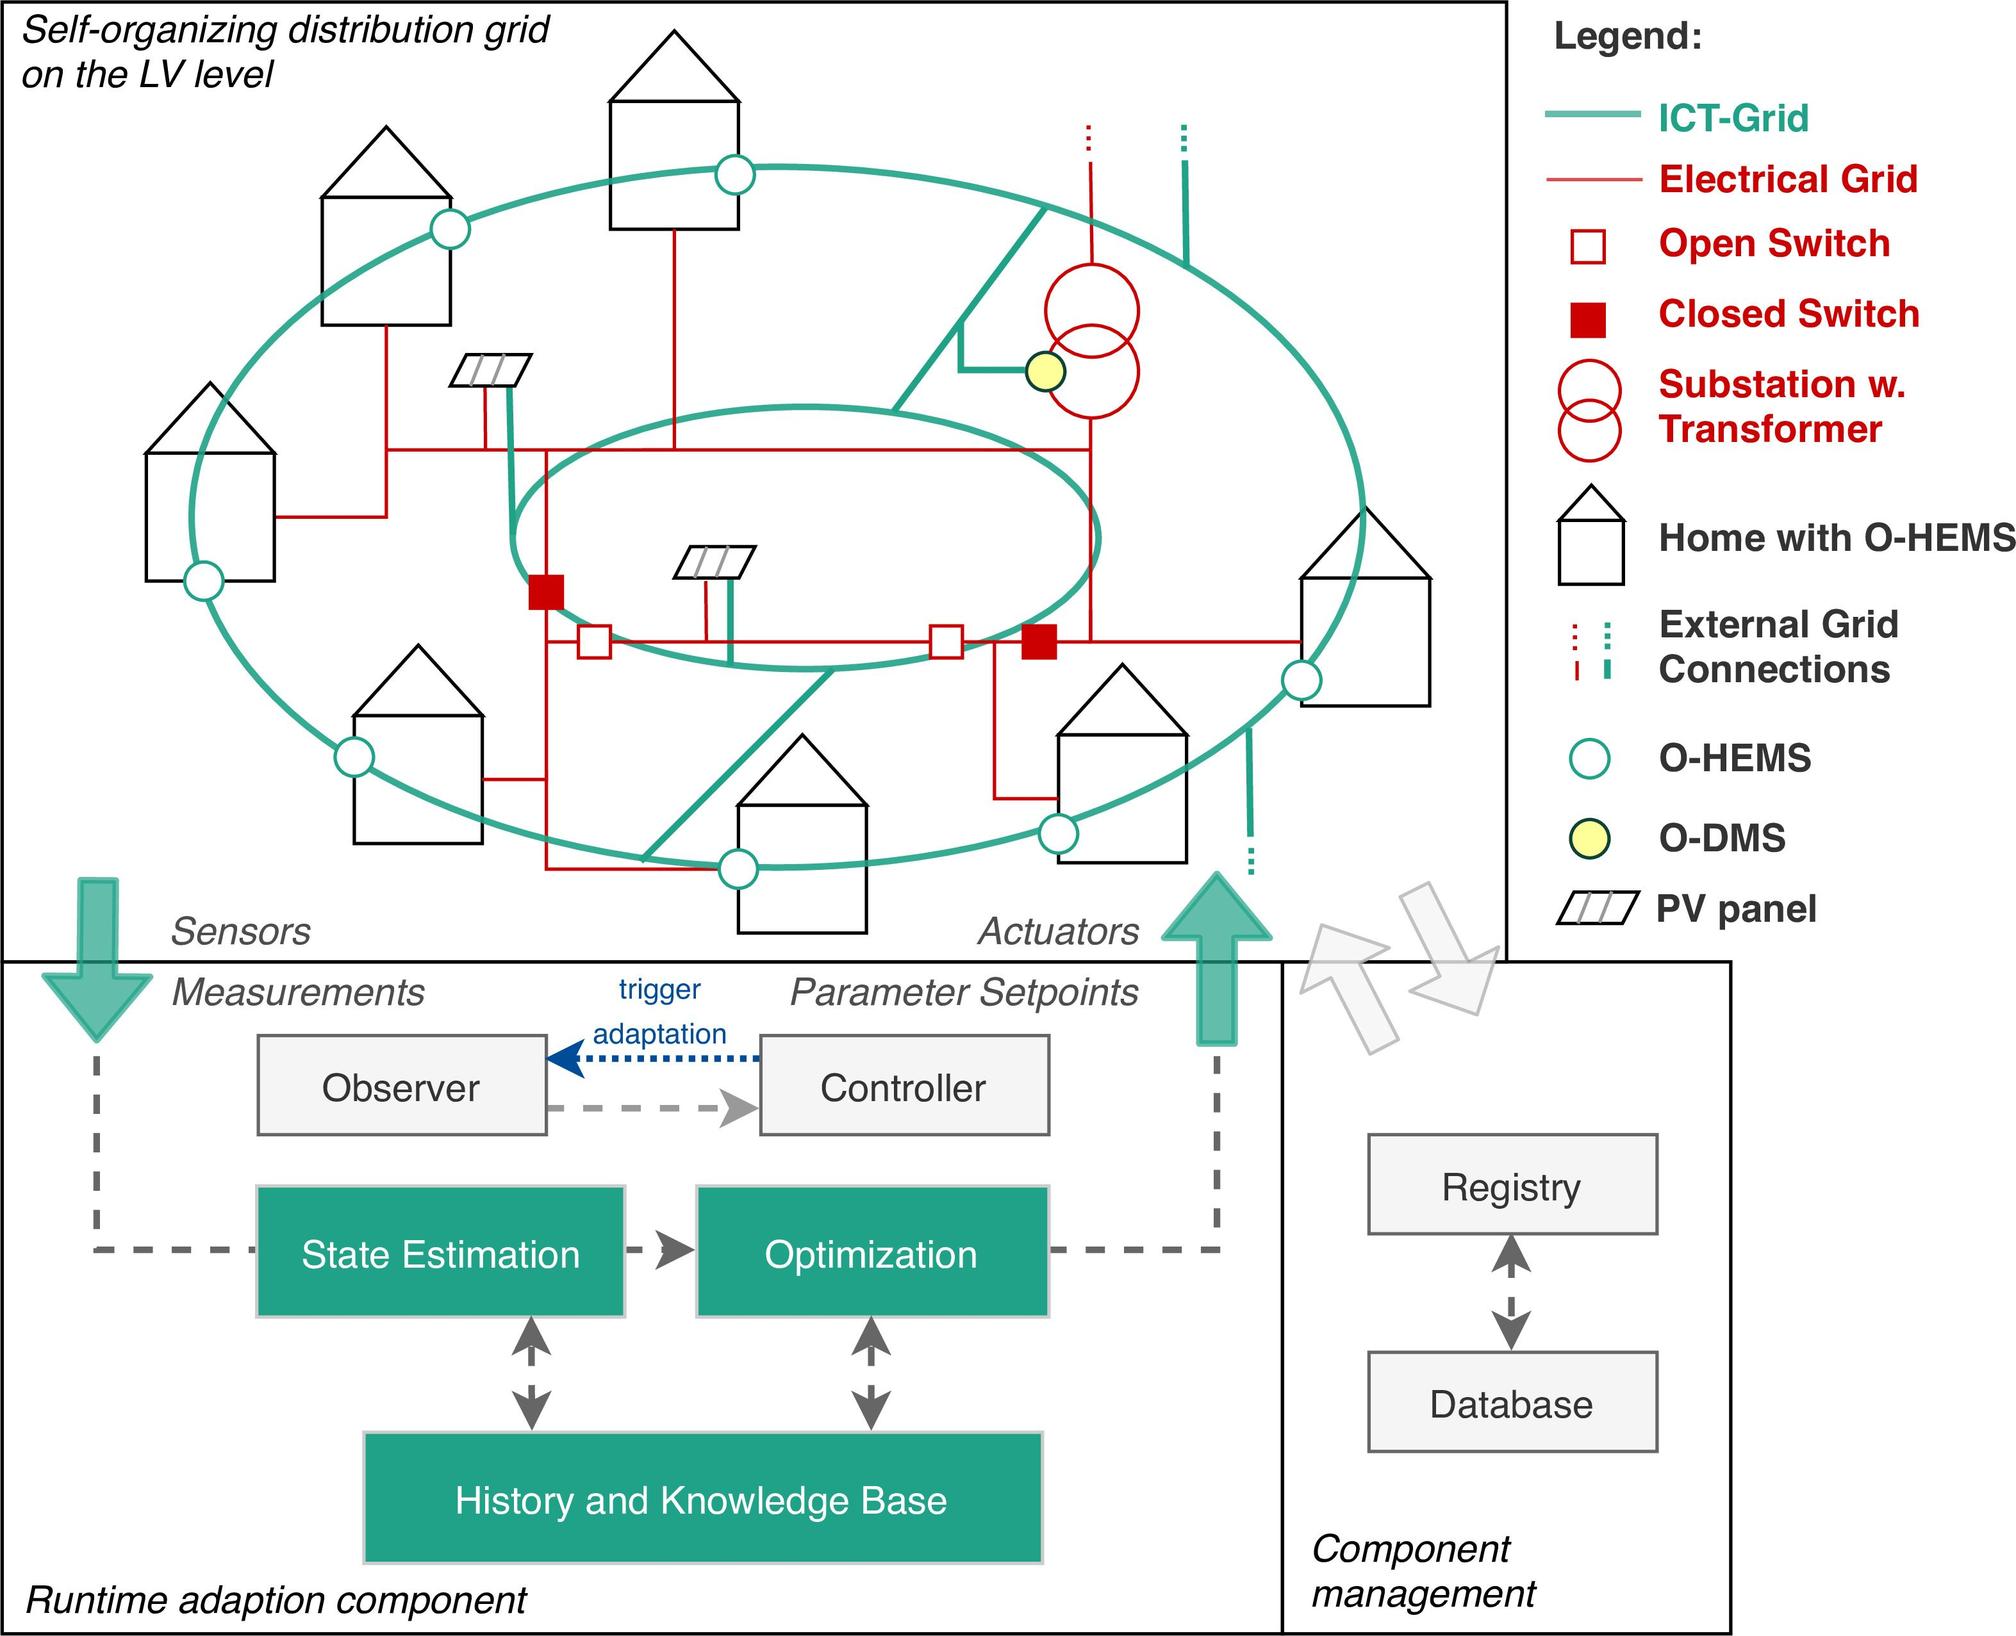 Self-organizing distribution grid
on the LV level
Legend:
ICT-Grid
Electrical Grid
Open Switch
Closed Switch
Substation w.
Transformer
Home with O-HEMS
External Grid
Connections
O-HEMS
O-DMS
PV panel
Sensors
Actuators
Measurements
trigger
adaptation
Parameter Setpoints
Observer
Controller
State Estimation
Optimization
History and Knowledge Base
Runtime adaption component
Registry
Database
Component
management